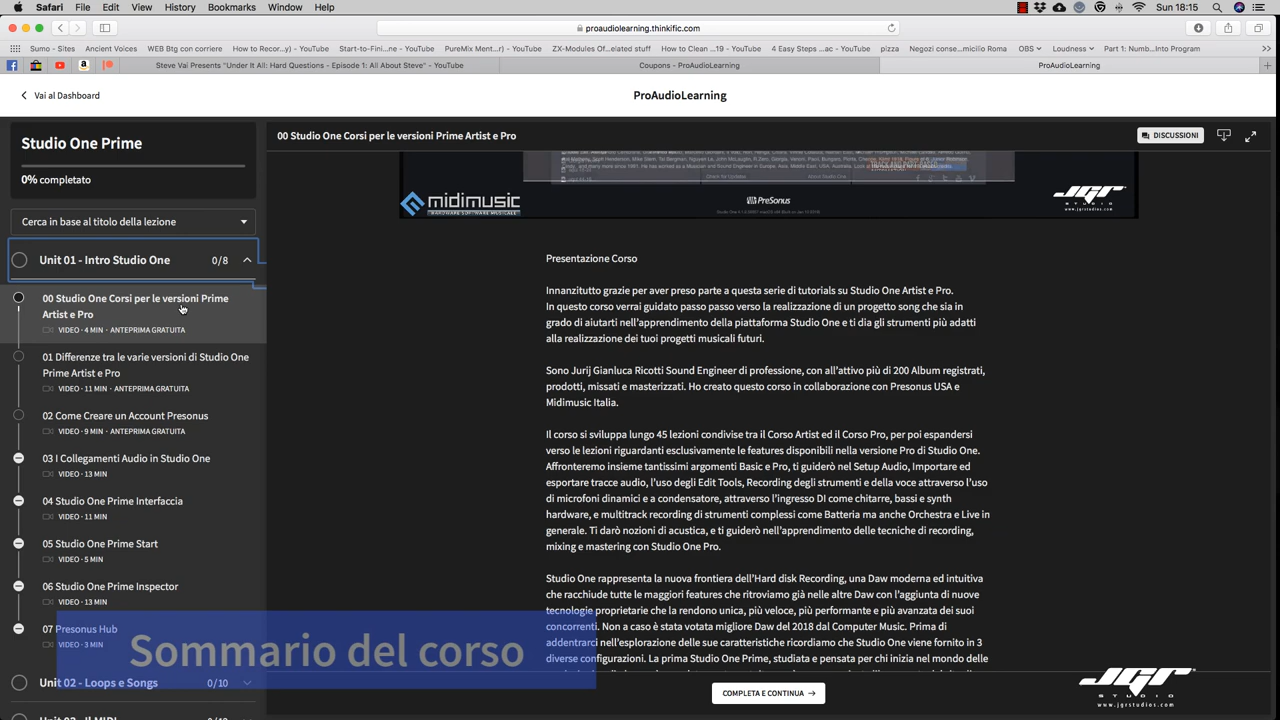 Safari File Edit View History Bookmarks Window Help
Sun 18:15
proaudiolearning.thinkific.com
Sumo - Sites Ancient Voices WEB Btg con corriere How to Recor...) - YouTube Start-to-Fini...ne - YouTube PureMix Ment...r) - YouTube ZX-Modules Of...elated stuff How to Clean ...19 - YouTube 4 Easy Steps ...ac - YouTube pizza Negozi conse...micilio Roma OBS Loudness Part 1: Numb...Into Program
Steve Vai Presents "Under It All: Hard Questions - Episode 1: All About Steve" - YouTube
Coupons - ProAudioLearning
ProAudioLearning
Vai al Dashboard
ProAudioLearning
Studio One Prime
0% completato
Cerca in base al titolo della lezione
Unit 01 - Intro Studio One 0/8
00 Studio One Corsi per le versioni Prime
Artist e Pro
VIDEO · 4 MIN · ANTEPRIMA GRATUITA
01 Differenze tra le varie versioni di Studio One
Prime Artist e Pro
VIDEO · 11 MIN · ANTEPRIMA GRATUITA
02 Come Creare un Account Presonus
VIDEO · 9 MIN · ANTEPRIMA GRATUITA
03 I Collegamenti Audio in Studio One
VIDEO · 13 MIN
04 Studio One Prime Interfaccia
VIDEO · 11 MIN
05 Studio One Prime Start
VIDEO · 5 MIN
06 Studio One Prime Inspector
VIDEO · 13 MIN
07 Presonus Hub
VIDEO · 3 MIN
Sommario del corso
Unit 02 - Loops e Songs 0/10
00 Studio One Corsi per le versioni Prime Artist e Pro
DISCUSSIONI
MIDIMUSIC
HARDWARE SOFTWARE MUSICALE
PreSonus
JGR
STUDIO
www.jgrstudios.com
Presentazione Corso
Innanzitutto grazie per aver preso parte a questa serie di tutorials su Studio One Artist e Pro.
In questo corso verrai guidato passo passo verso la realizzazione di un progetto song che sia in
grado di aiutarti nell'apprendimento della piattaforma Studio One e ti dia gli strumenti più adatti
alla realizzazione dei tuoi progetti musicali futuri.
Sono Jurij Gianluca Ricotti Sound Engineer di professione, con all'attivo più di 200 Album registrati,
prodotti, missati e masterizzati. Ho creato questo corso in collaborazione con Presonus USA e
Midimusic Italia.
Il corso si sviluppa lungo 45 lezioni condivise tra il Corso Artist ed il Corso Pro, per poi espandersi
verso le lezioni riguardanti esclusivamente le features disponibili nella versione Pro di Studio One.
Affronteremo insieme tantissimi argomenti Basic e Pro, ti guiderò nel Setup Audio, Importare ed
esportare tracce audio, l'uso degli Edit Tools, Recording degli strumenti e della voce attraverso l'uso
di microfoni dinamici e a condensatore, attraverso l'ingresso DI come chitarre, bassi e synth
hardware, e multitrack recording di strumenti complessi come Batteria ma anche Orchestra e Live in
generale. Ti darò nozioni di acustica, e ti guiderò nell'apprendimento delle tecniche di recording,
mixing e mastering con Studio One Pro.
Studio One rappresenta la nuova frontiera dell'Hard disk Recording, una Daw moderna ed intuitiva
che racchiude tutte le maggiori features che ritroviamo già nelle altre Daw con l'aggiunta di nuove
tecnologie proprietarie che la rendono unica, più veloce, più performante e più avanzata dei suoi
concorrenti. Non a caso è stata votata migliore Daw del 2018 dal Computer Music. Prima di
addentrarci nell'esplorazione delle sue caratteristiche ricordiamo che Studio One viene fornito in 3
diverse configurazioni. La prima Studio One Prime, studiata e pensata per chi inizia nel mondo delle
COMPLETA E CONTINUA
JGR
STUDIO
www.jgrstudios.com